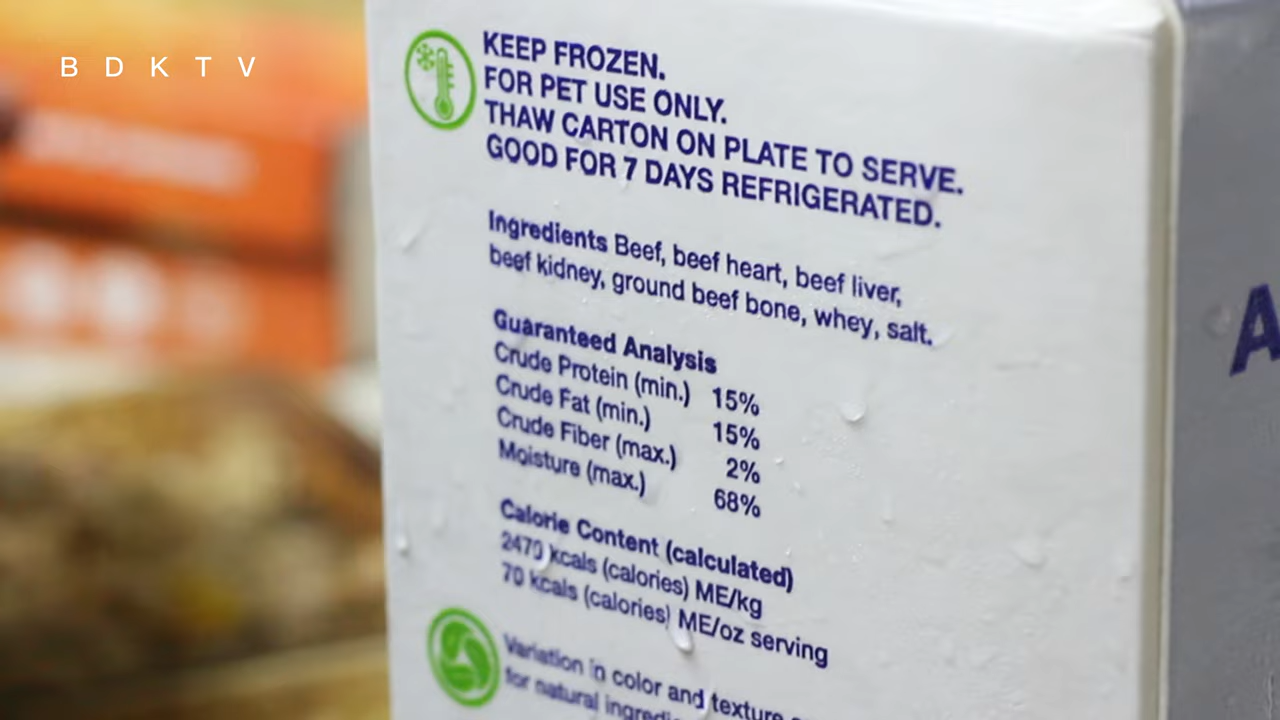 B D K T V
KEEP FROZEN.
FOR PET USE ONLY.
THAW CARTON ON PLATE TO SERVE.
GOOD FOR 7 DAYS REFRIGERATED.
Ingredients Beef, beef heart, beef liver,
beef kidney, ground beef bone, whey, salt.
Guaranteed Analysis
Crude Protein (min.) 15%
Crude Fat (min.) 15%
Crude Fiber (max.) 2%
Moisture (max.) 68%
Calorie Content (calculated)
2470 kcals (calories) ME/kg
70 kcals (calories) ME/oz serving
Variation in color and texture
for natural
A